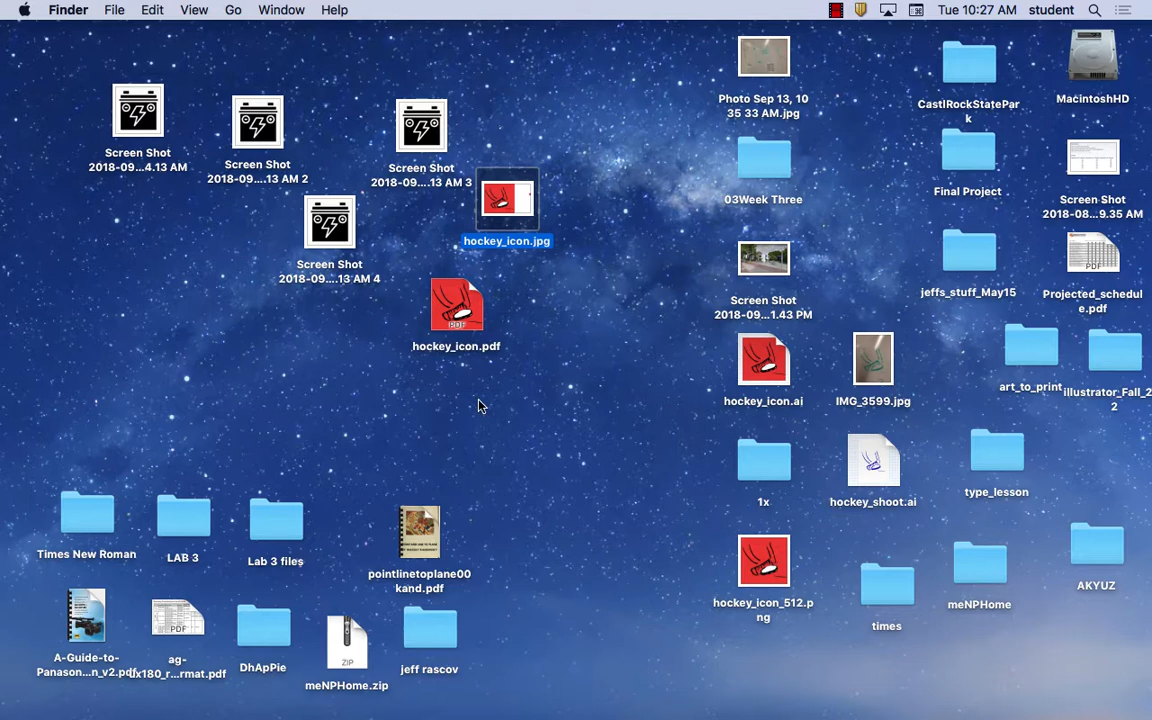 Finder File Edit View Go Window Help Tue 10:27 AM student
Screen Shot
2018-09....4.13 AM
Screen Shot
2018-09....13 AM 2
Screen Shot
2018-09....13 AM 3
Screen Shot
2018-09....13 AM 4
hockey_icon.jpg
PDF
hockey_icon.pdf
Photo Sep 13, 10
35 33 AM.jpg
CastlRockStatePar
k
MacintoshHD
03Week Three
Final Project
Screen Shot
2018-08...9.35 AM
Screen Shot
2018-09...1.43 PM
jeffs_stuff_May15
PDF
Projected_schedul
e.pdf
hockey_icon.ai
IMG_3599.jpg
art_to_print
illustrator_Fall_2
2
1x
hockey_shoot.ai
type_lesson
Times New Roman
LAB 3
Lab 3 files
pointlinetoplane00
kand.pdf
hockey_icon_512.p
ng
times
meNPHome
AKYUZ
A-Guide-to-
Panason...n_v2.pdf
PDF
ag-
ux180_r...rmat.pdf
DhApPie
ZIP
meNPHome.zip
jeff rascov